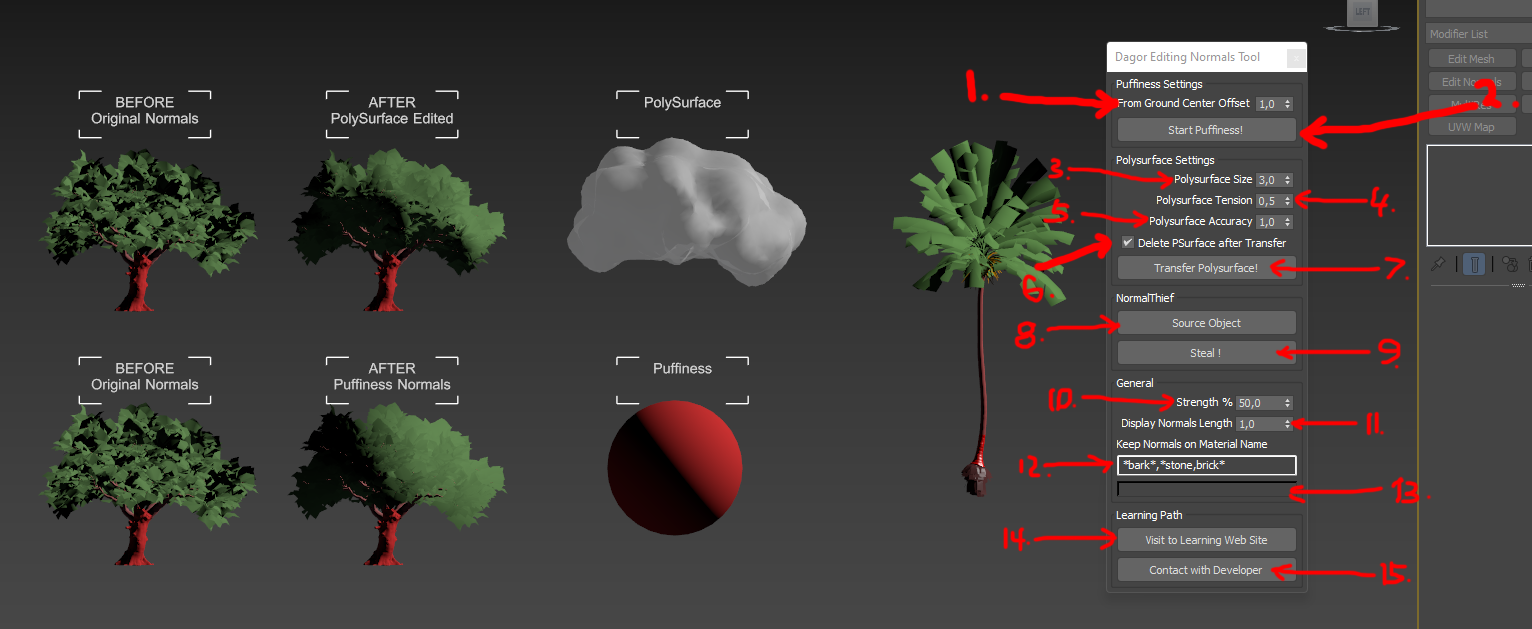 LEFT
Modifier List
Edit Mesh
Edit Normals
UVW Map
BEFORE
Original Normals
AFTER
PolySurface Edited
PolySurface
BEFORE
Original Normals
AFTER
Puffiness Normals
Puffiness
Dagor Editing Normals Tool
Puffiness Settings
1. From Ground Center Offset 1,0
Start Puffiness! 2.
Polysurface Settings
3. Polysurface Size 3,0
Polysurface Tension 0,5 4.
5. Polysurface Accuracy 1,0
6. Delete PSurface after Transfer
Transfer Polysurface! 7.
NormalThief
8. Source Object
Steal ! 9.
General
10. Strength % 50,0
Display Normals Length 1,0 11.
Keep Normals on Material Name
12. *bark*,*stone,brick*
13.
Learning Path
14. Visit to Learning Web Site
Contact with Developer 15.